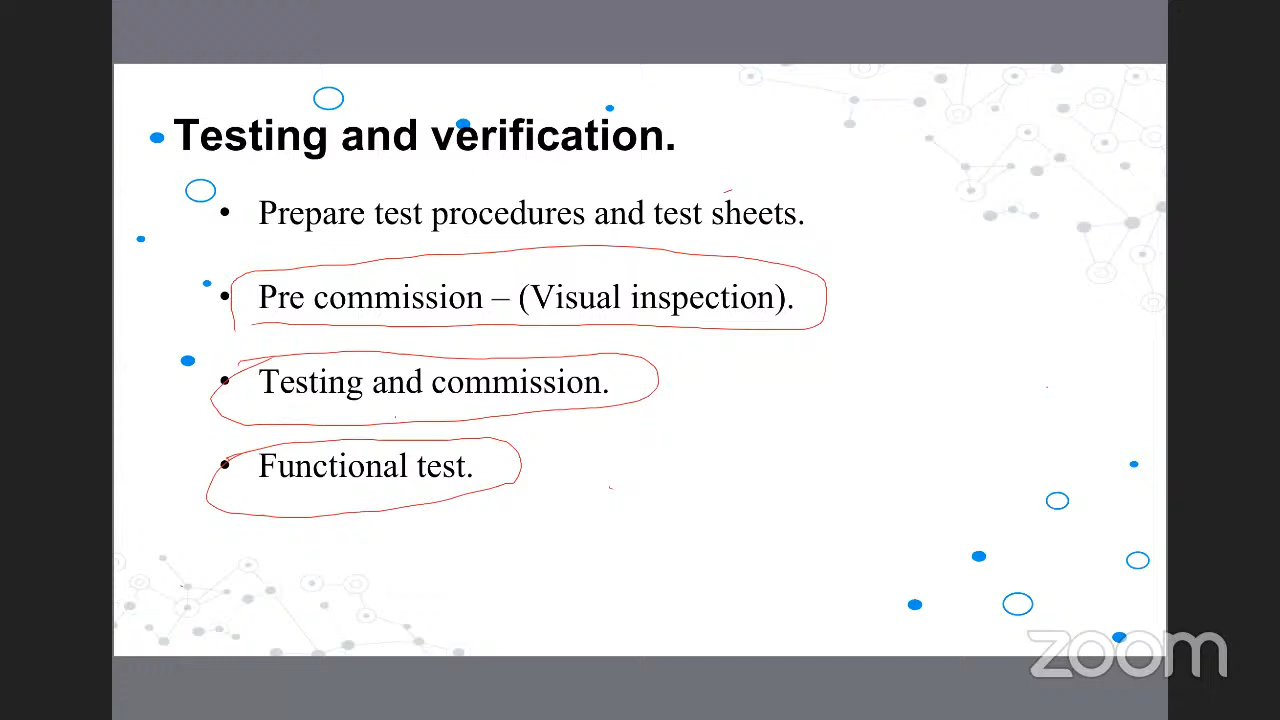 Testing and verification.
• Prepare test procedures and test sheets.
• Pre commission – (Visual inspection).
• Testing and commission.
• Functional test.
zoom